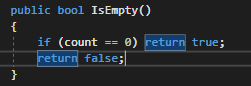 public bool IsEmpty()
{
    if (count == 0) return true;
    return false;
}